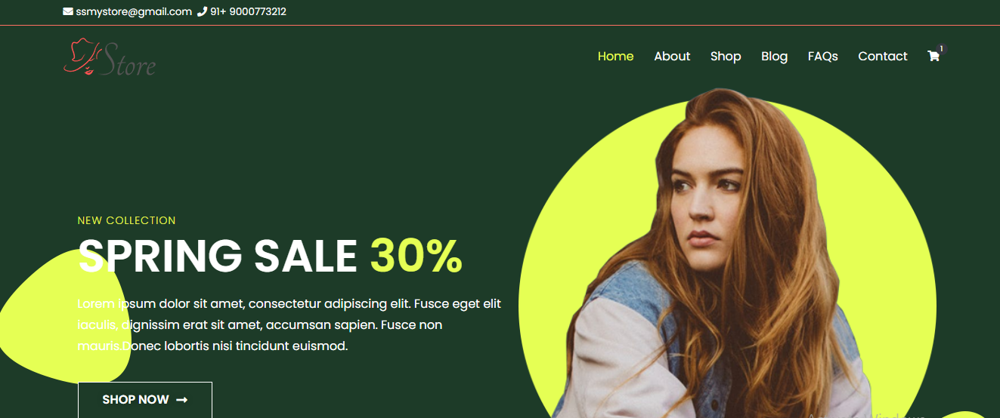 ssmystore@gmail.com 91+ 9000773212
Store
Home About Shop Blog FAQs Contact 1
NEW COLLECTION
SPRING SALE 30%
Lorem ipsum dolor sit amet, consectetur adipiscing elit. Fusce eget elit
iaculis, dignissim erat sit amet, accumsan sapien. Fusce non
mauris.Donec lobortis nisi tincidunt euismod.
SHOP NOW